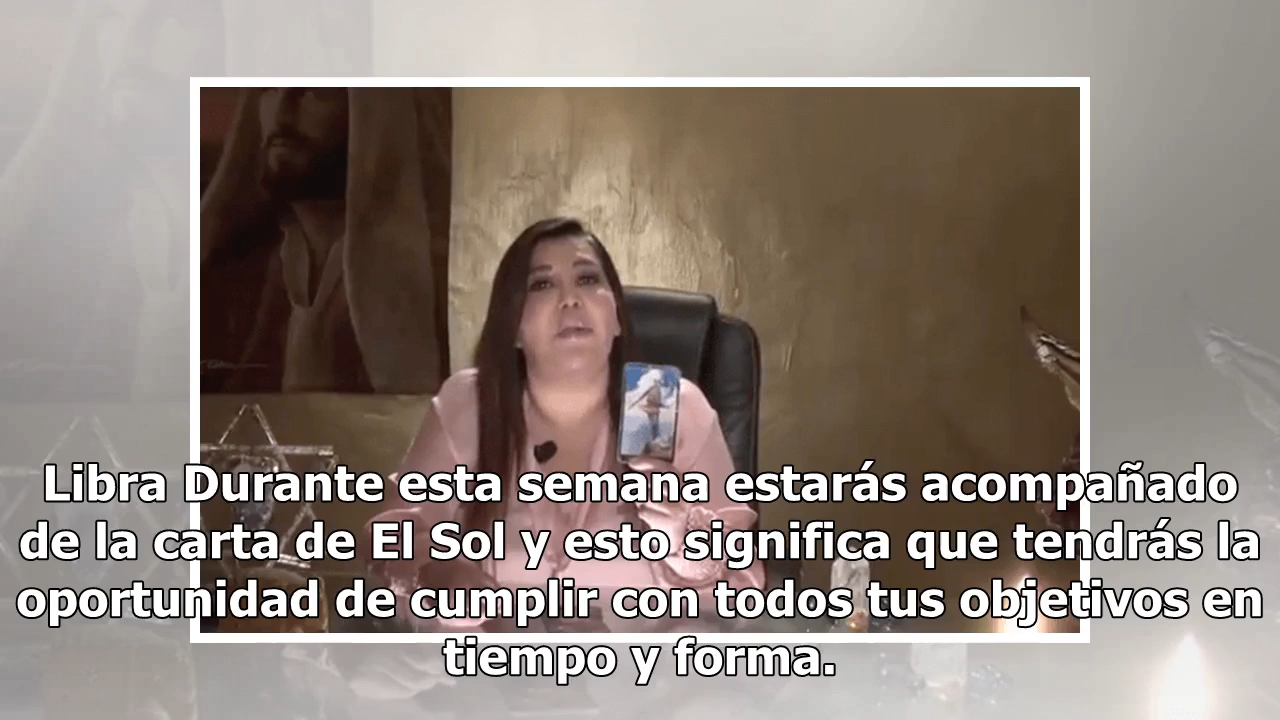 Libra Durante esta semana estarás acompañado
de la carta de El Sol y esto significa que tendrás la
oportunidad de cumplir con todos tus objetivos en
tiempo y forma.